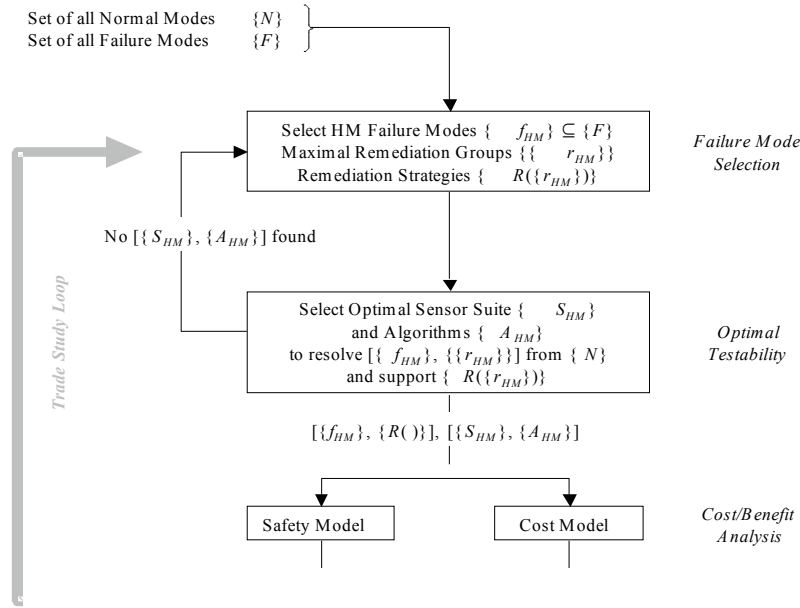 Set of all Normal Modes {N}
Set of all Failure Modes {F}
Select HM Failure Modes { f_HM} ⊆ {F}
Maximal Remediation Groups {{ r_HM}}
Remediation Strategies { R({r_HM})}
Failure Mode
Selection
No [{S_HM}, {A_HM}] found
Trade Study Loop
Select Optimal Sensor Suite { S_HM}
and Algorithms { A_HM}
to resolve [{ f_HM}, {{r_HM}}] from { N}
and support { R({r_HM})}
Optimal
Testability
[{f_HM}, {R()}], [{S_HM}, {A_HM}]
Safety Model
Cost Model
Cost/Benefit
Analysis